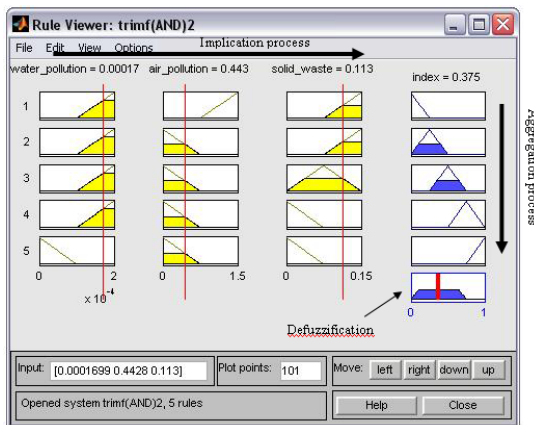 Rule Viewer: trimf(AND)2
File Edit View Options
Implication process
water_pollution = 0.00017 air_pollution = 0.443 solid_waste = 0.113 index = 0.375
1
2
3
4
5
Aggregation process
0 2 0 1.5 0 0.15
x 10^-4
Defuzzification
0 1
Input: [0.0001699 0.4428 0.113] Plot points: 101 Move: left right down up
Opened system trimf(AND)2, 5 rules Help Close